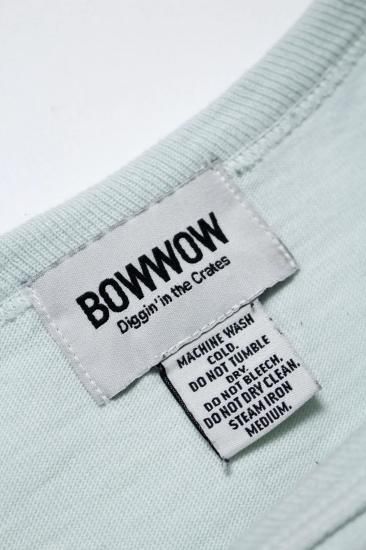 BOWWOW
Diggin' in the Crates
MACHINE WASH
COLD.
DO NOT TUMBLE
DRY.
DO NOT BLEECH.
DO NOT DRY CLEAN.
STEAM IRON
MEDIUM.